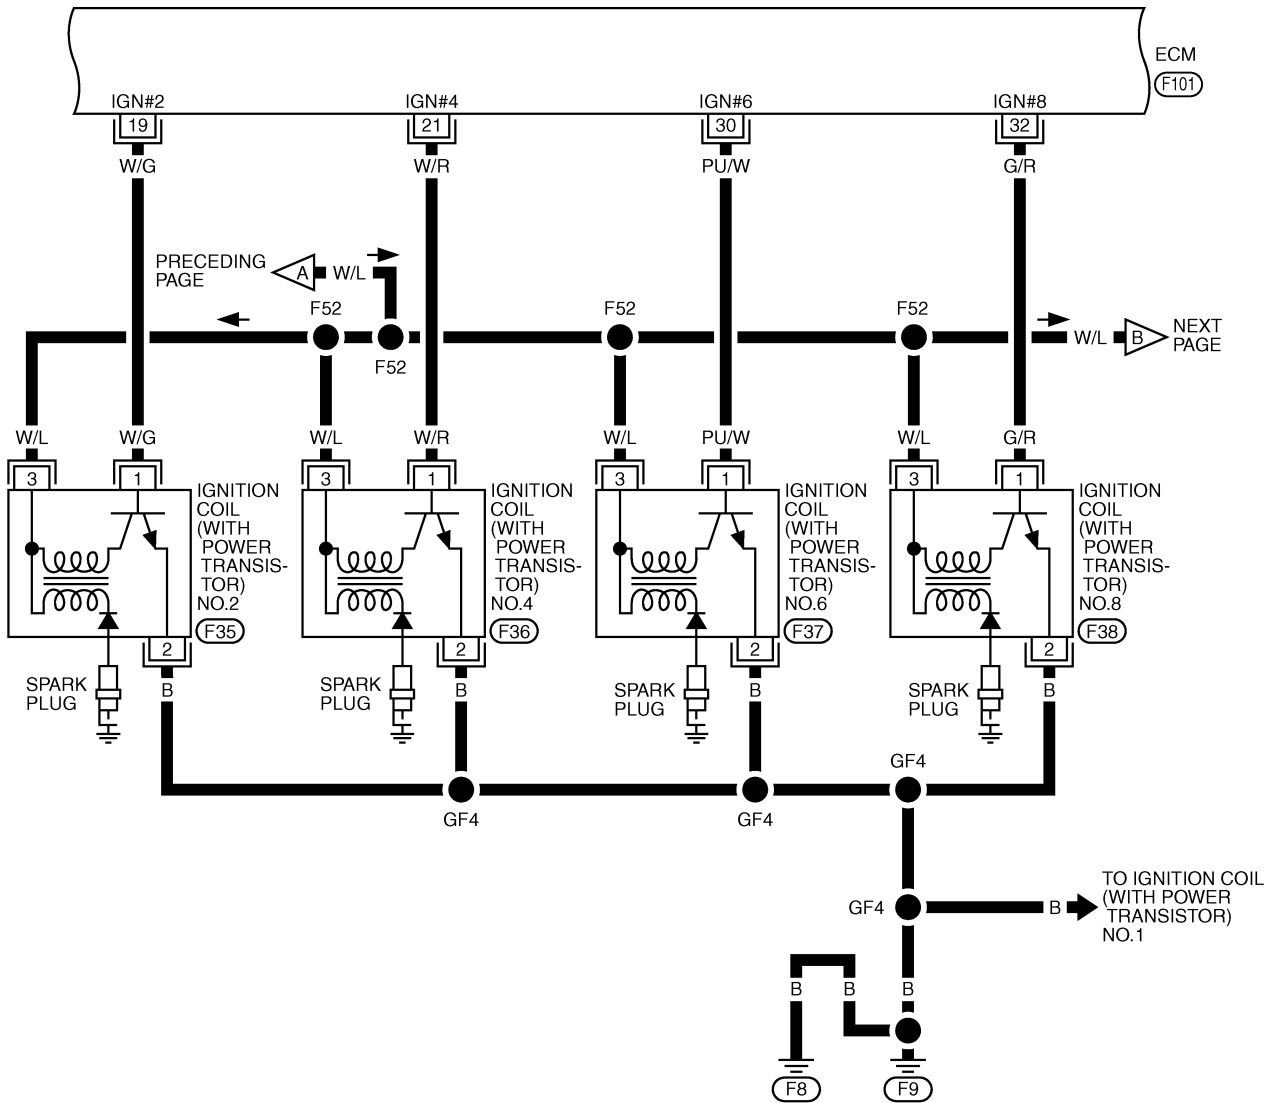 ECM
F101
IGN#2
IGN#4
IGN#6
IGN#8
19
21
30
32
W/G
W/R
PU/W
G/R
PRECEDING
PAGE
A
W/L
F52
F52
F52
F52
W/L
B
NEXT
PAGE
W/L
W/G
W/L
W/R
W/L
PU/W
W/L
G/R
3
1
3
1
3
1
3
1
IGNITION
COIL
(WITH
POWER
TRANSIS-
TOR)
NO.2
F35
IGNITION
COIL
(WITH
POWER
TRANSIS-
TOR)
NO.4
F36
IGNITION
COIL
(WITH
POWER
TRANSIS-
TOR)
NO.6
F37
IGNITION
COIL
(WITH
POWER
TRANSIS-
TOR)
NO.8
F38
2
2
2
2
SPARK
PLUG
B
SPARK
PLUG
B
SPARK
PLUG
B
SPARK
PLUG
B
GF4
GF4
GF4
GF4
B
TO IGNITION COIL
(WITH POWER
TRANSISTOR)
NO.1
B
B
B
F8
F9